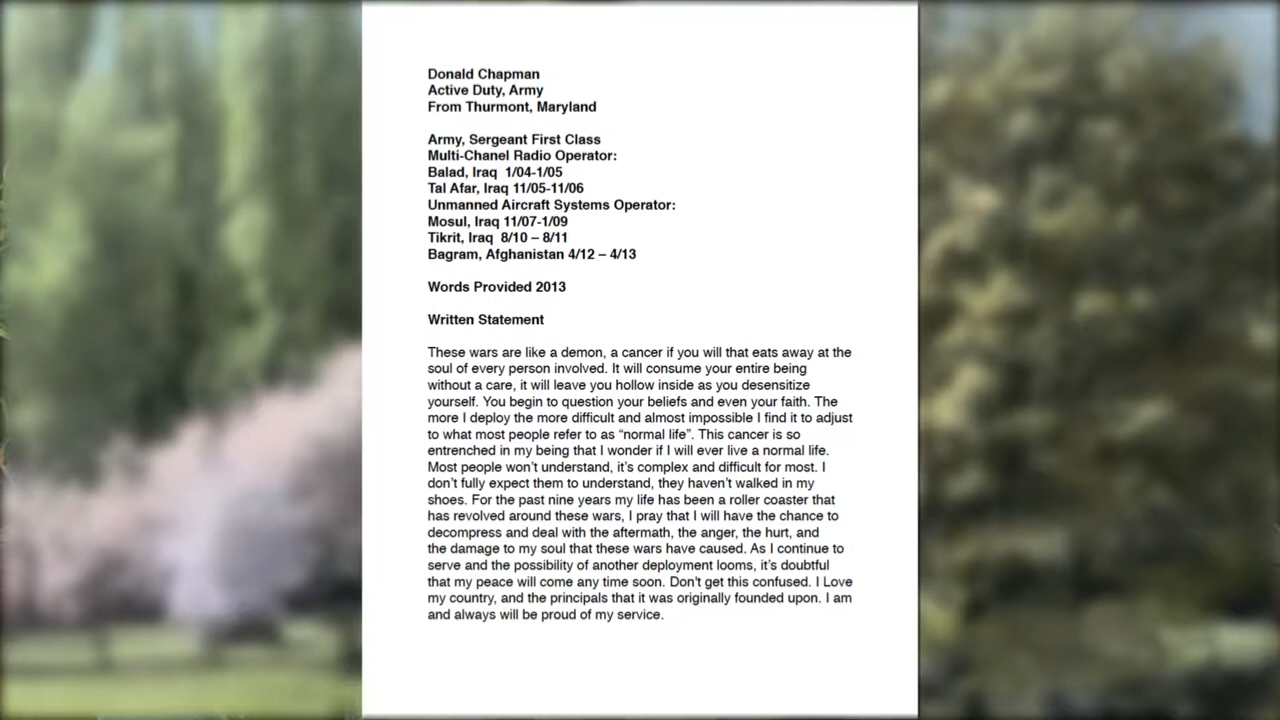 Donald Chapman
Active Duty, Army
From Thurmont, Maryland
Army, Sergeant First Class
Multi-Chanel Radio Operator:
Balad, Iraq 1/04-1/05
Tal Afar, Iraq 11/05-11/06
Unmanned Aircraft Systems Operator:
Mosul, Iraq 11/07-1/09
Tikrit, Iraq 8/10 – 8/11
Bagram, Afghanistan 4/12 – 4/13
Words Provided 2013
Written Statement
These wars are like a demon, a cancer if you will that eats away at the
soul of every person involved. It will consume your entire being
without a care, it will leave you hollow inside as you desensitize
yourself. You begin to question your beliefs and even your faith. The
more I deploy the more difficult and almost impossible I find it to adjust
to what most people refer to as “normal life”. This cancer is so
entrenched in my being that I wonder if I will ever live a normal life.
Most people won’t understand, it’s complex and difficult for most. I
don’t fully expect them to understand, they haven’t walked in my
shoes. For the past nine years my life has been a roller coaster that
has revolved around these wars, I pray that I will have the chance to
decompress and deal with the aftermath, the anger, the hurt, and
the damage to my soul that these wars have caused. As I continue to
serve and the possibility of another deployment looms, it’s doubtful
that my peace will come any time soon. Don't get this confused. I Love
my country, and the principals that it was originally founded upon. I am
and always will be proud of my service.